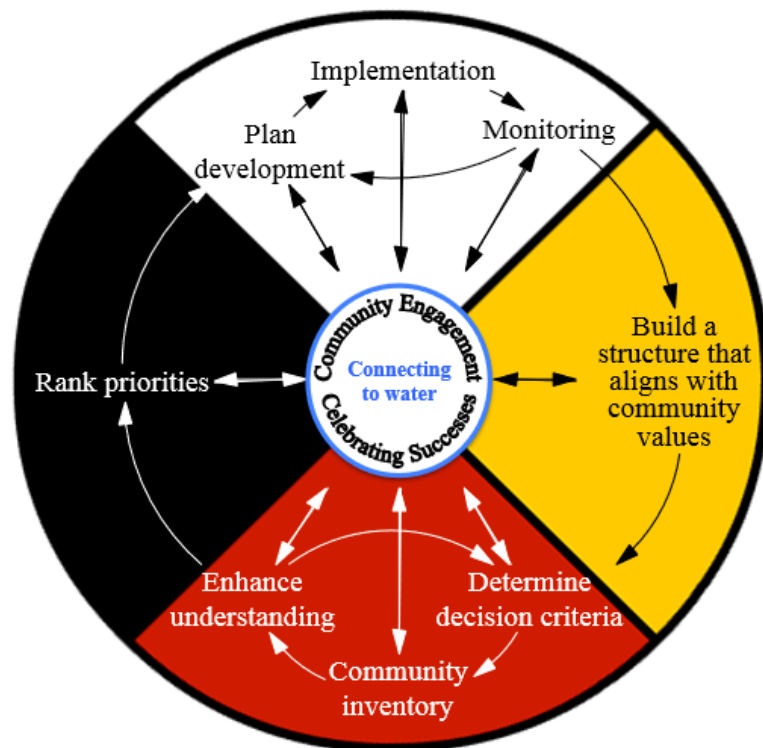 Implementation
Plan
development
Monitoring
Community Engagement
Connecting
to water
Celebrating Successes
Build a
structure that
aligns with
community
values
Rank priorities
Enhance
understanding
Determine
decision criteria
Community
inventory